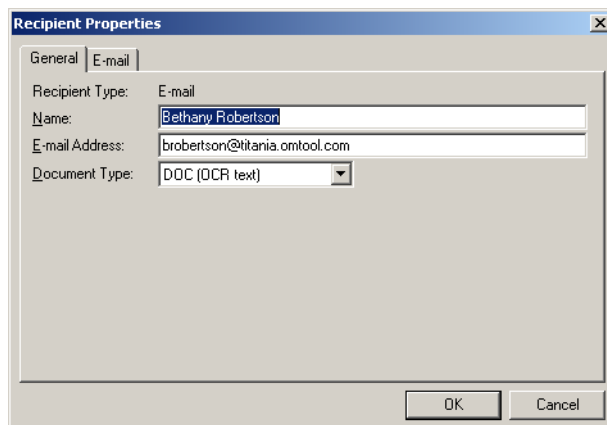 Recipient Properties
General E-mail
Recipient Type: E-mail
Name: Bethany Robertson
E-mail Address: brobertson@titania.omtool.com
Document Type: DOC (OCR text)
OK Cancel